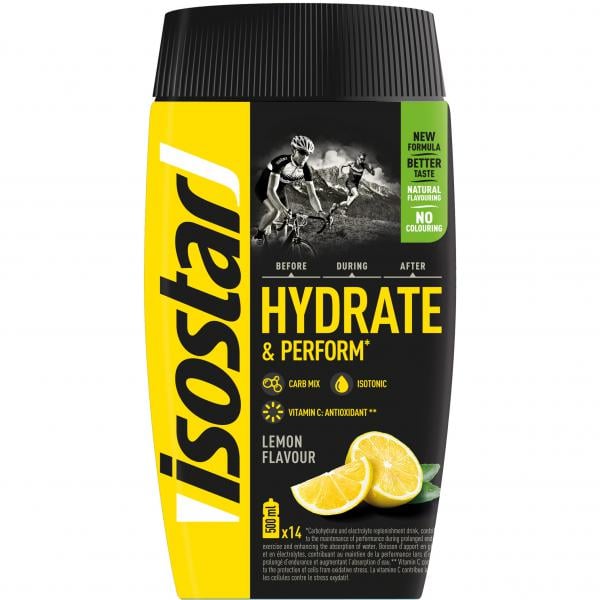 isostar
NEW
FORMULA
BETTER
TASTE
NATURAL
FLAVOURING
NO
COLOURING
BEFORE DURING AFTER
HYDRATE
& PERFORM*
CARB MIX ISOTONIC
VITAMIN C: ANTIOXIDANT **
LEMON
FLAVOUR
500 ml x14
*Carbohydrate and electrolyte replenishment drink, contri
to the maintenance of performance during prolonged end
exercise and enhancing the absorption of water. Boisson d'apport en g
et en électrolytes, contribuant au maintien de la performance lors d'e
prolongé d'endurance et augmentant l'absorption d'eau.** Vitamin C co
to the protection of cells from oxidative stress. La vitamine C contribue à
les cellules contre le stress oxydatif.